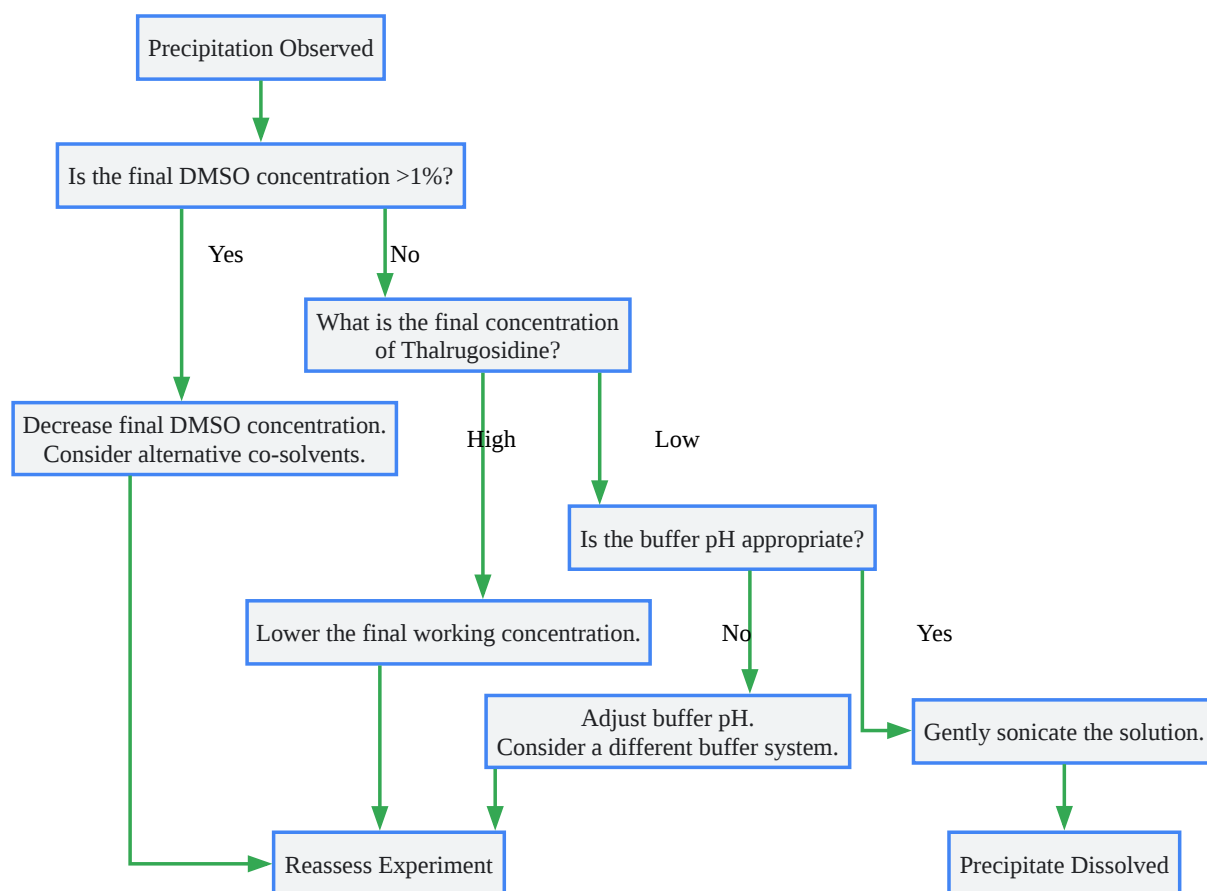 Precipitation Observed
Is the final DMSO concentration >1%?
Yes
No
What is the final concentration
of Thalrugosidine?
Decrease final DMSO concentration.
Consider alternative co-solvents.
High
Low
Is the buffer pH appropriate?
Lower the final working concentration.
No
Yes
Adjust buffer pH.
Consider a different buffer system.
Gently sonicate the solution.
Reassess Experiment
Precipitate Dissolved